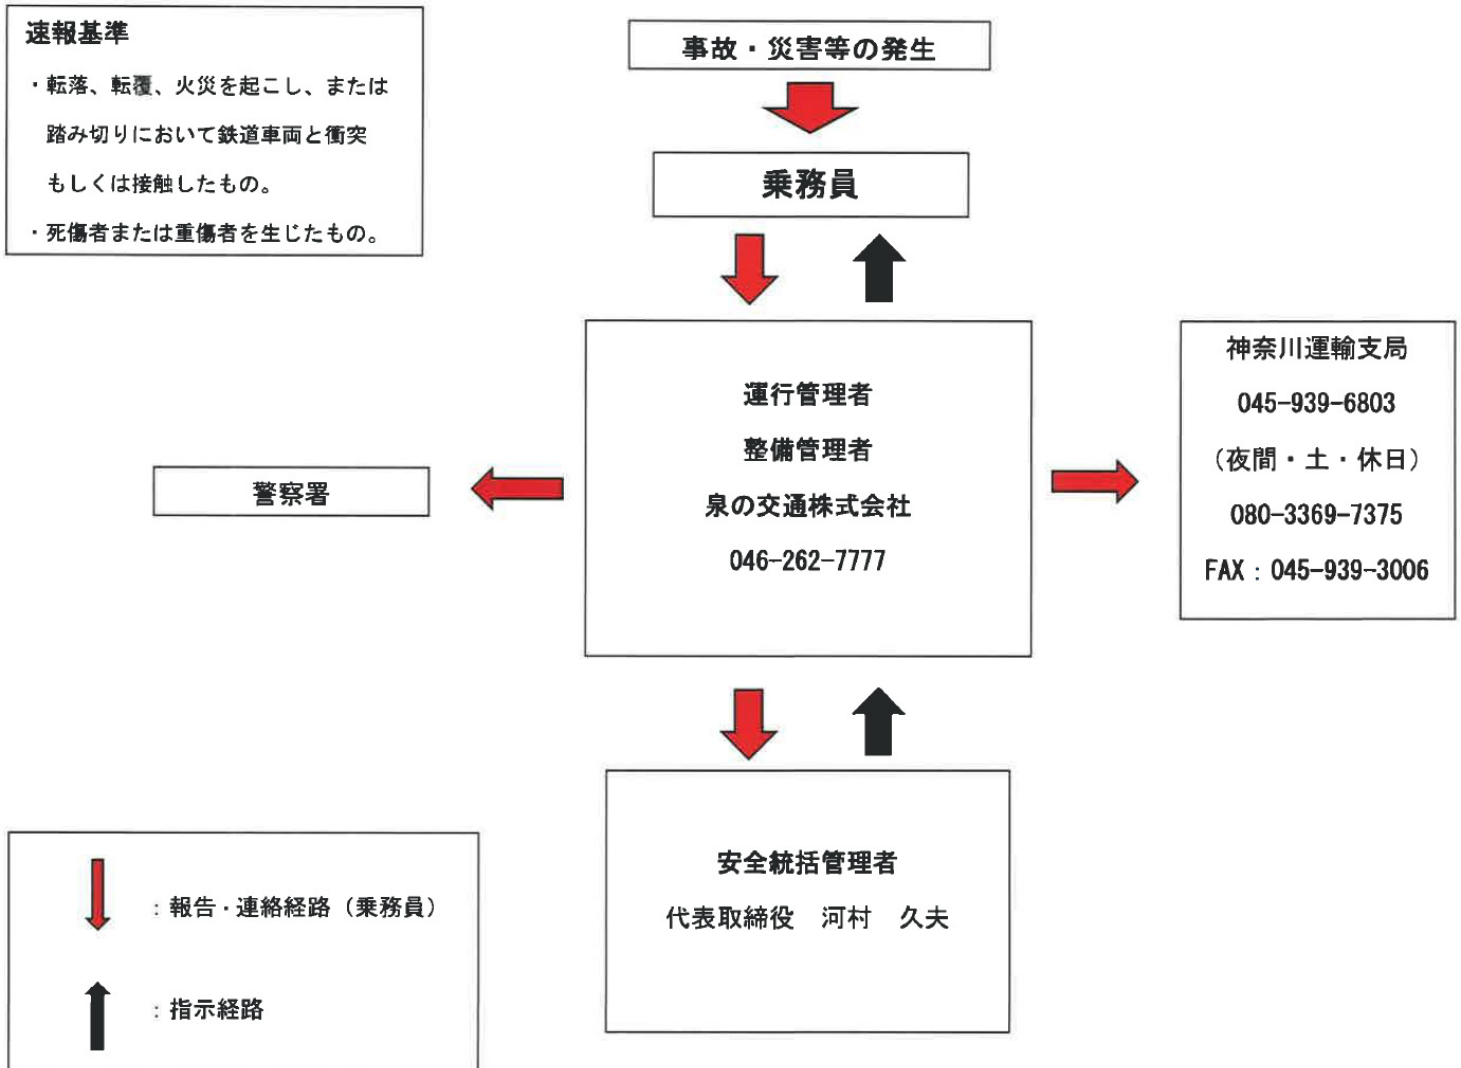 速報基準
・転落、転覆、火災を起こし、または
踏み切りにおいて鉄道車両と衝突
もしくは接触したもの。
・死傷者または重傷者を生じたもの。
事故・災害等の発生
乗務員
運行管理者
整備管理者
泉の交通株式会社
046-262-7777
警察署
神奈川運輸支局
045-939-6803
（夜間・土・休日）
080-3369-7375
FAX：045-939-3006
安全統括管理者
代表取締役　河村　久夫
：報告・連絡経路（乗務員）
：指示経路